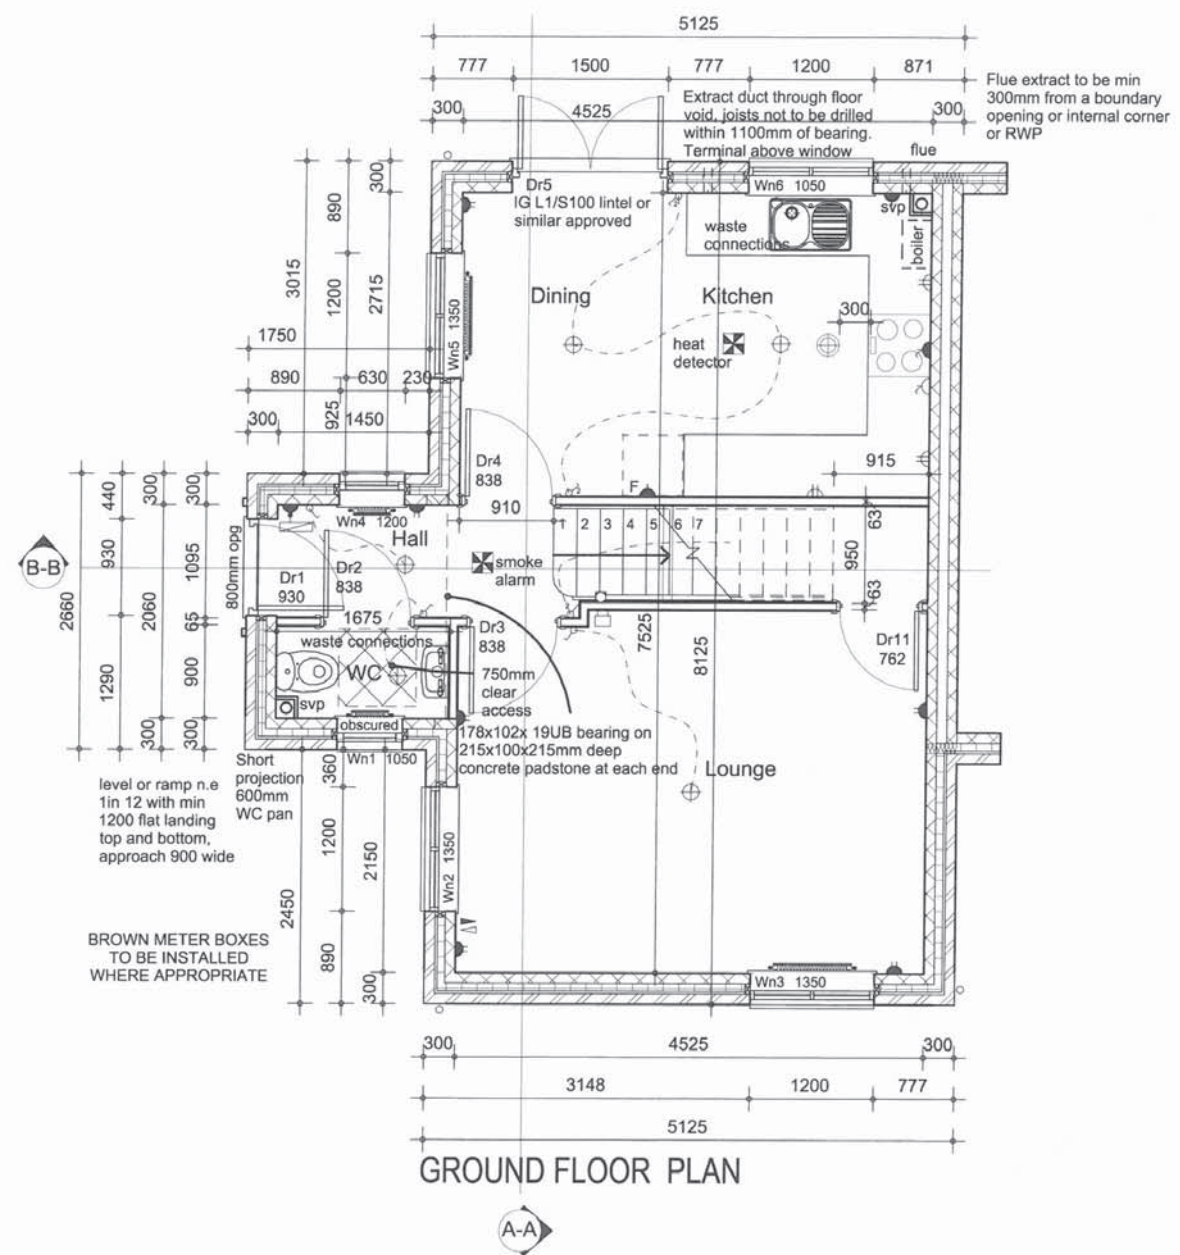 5125
777 1500 777 1200 871
Flue extract to be min
300mm from a boundary
opening or internal corner
or RWP
300 4525 300
Extract duct through floor
void, joists not to be drilled
within 1100mm of bearing.
Terminal above window
flue
Dr5
IG L1/S100 lintel or
similar approved
Wn6 1050
svp
boiler
waste
connections
300
890
3015
1200
2715
Wn5 1350
Dining
Kitchen
300
heat
detector
1750
890 630 230
925
300 1450
Dr4
838
915
F
910
440
300
300
Wn4 1200
Hall
1 2 3 4 5 6 7
63
B-B
2660
930
2060
1095
800mm opg
Dr1
930
Dr2
838
smoke
alarm
950
63
65
1675
Dr3
838
Dr11
762
7525
8125
1290
900
300
300
waste connections
WC
svp
750mm
clear
access
obscured
Wn1 1050
178x102x 19UB bearing on
215x100x215mm deep
concrete padstone at each end
Lounge
Short
projection
600mm
WC pan
level or ramp n.e
1in 12 with min
1200 flat landing
top and bottom,
approach 900 wide
360
1200
2150
2450
890
300
Wn2 1350
BROWN METER BOXES
TO BE INSTALLED
WHERE APPROPRIATE
Wn3 1350
300 4525 300
3148 1200 777
5125
GROUND FLOOR PLAN
A-A